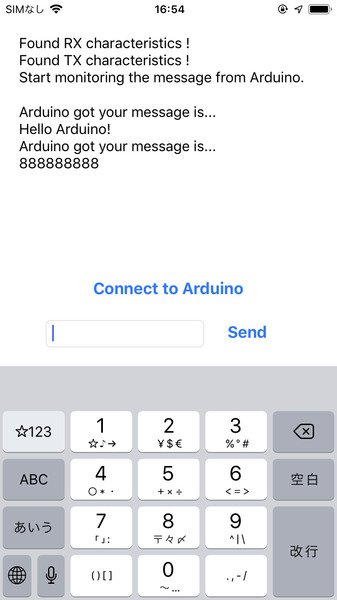 SIMなし 16:54
Found RX characteristics !
Found TX characteristics !
Start monitoring the message from Arduino.
Arduino got your message is...
Hello Arduino!
Arduino got your message is...
888888888
Connect to Arduino
Send
☆123 1 2 3
☆♪→ ¥$€ %°#
ABC 4 5 6 空白
○*・ +×÷ <=>
あいう 7 8 9 改行
「」: 〒々〆 ^|\
()[] 0 .,-/
～…